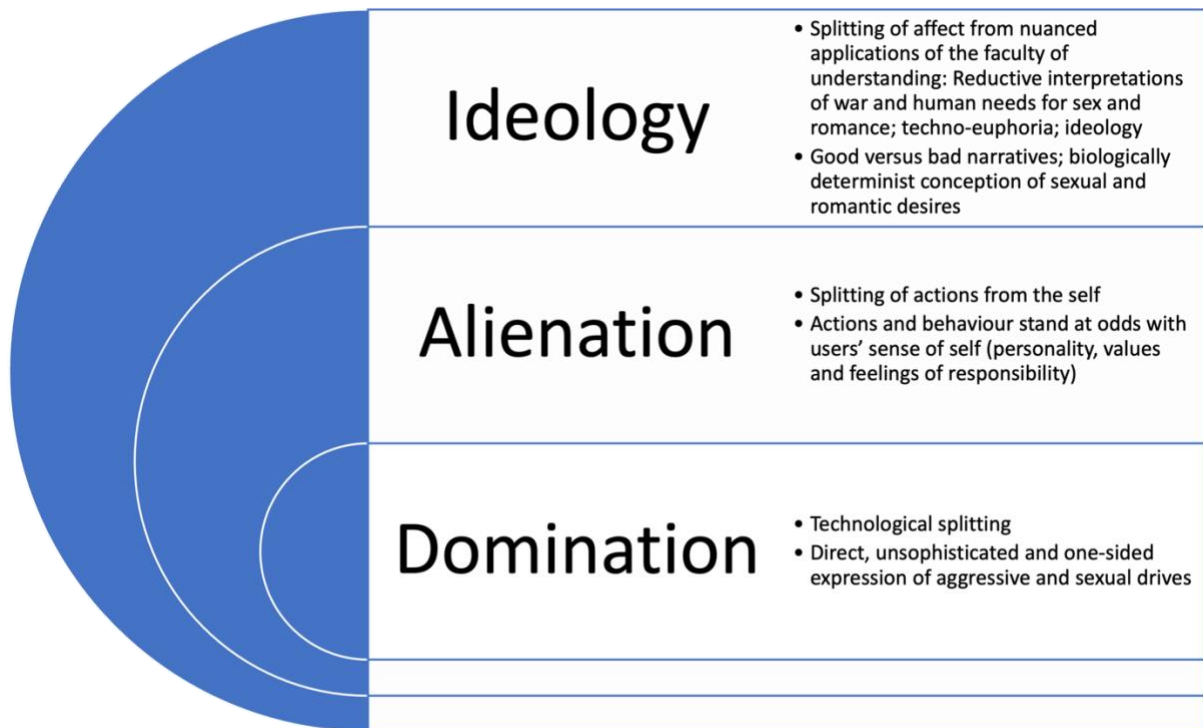 Ideology
• Splitting of affect from nuanced
applications of the faculty of
understanding: Reductive interpretations
of war and human needs for sex and
romance; techno-euphoria; ideology
• Good versus bad narratives; biologically
determinist conception of sexual and
romantic desires
Alienation
• Splitting of actions from the self
• Actions and behaviour stand at odds with
users’ sense of self (personality, values
and feelings of responsibility)
Domination
• Technological splitting
• Direct, unsophisticated and one-sided
expression of aggressive and sexual drives